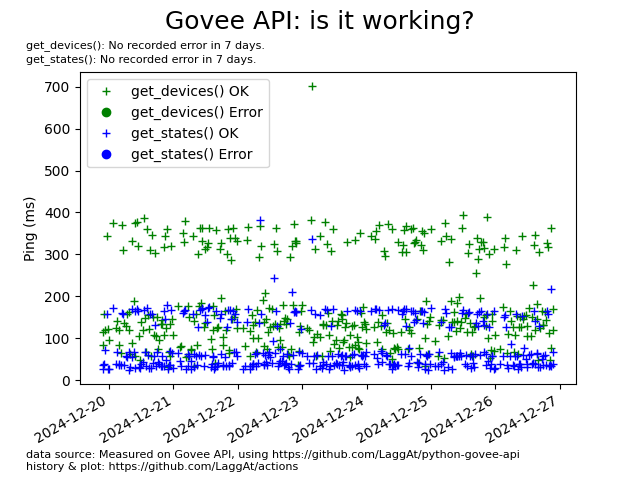 Govee API: is it working?
get_devices(): No recorded error in 7 days.
get_states(): No recorded error in 7 days.
700
600
500
400
300
200
100
0
Ping (ms)
get_devices() OK
get_devices() Error
get_states() OK
get_states() Error
2024-12-20
2024-12-21
2024-12-22
2024-12-23
2024-12-24
2024-12-25
2024-12-26
2024-12-27
data source: Measured on Govee API, using https://github.com/LaggAt/python-govee-api
history & plot: https://github.com/LaggAt/actions